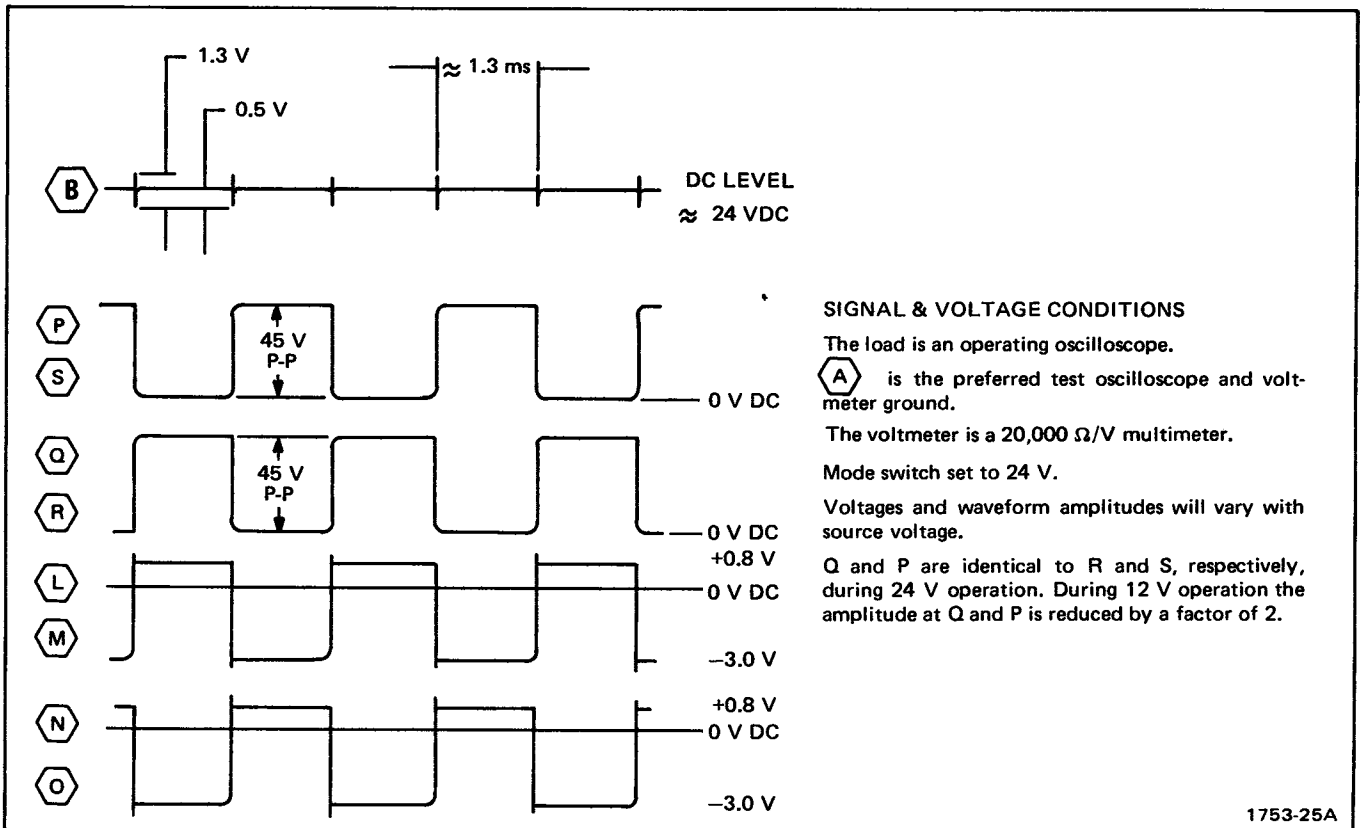 1.3 V
≈ 1.3 ms
0.5 V
B
DC LEVEL
≈ 24 VDC
P
S
45 V
P-P
0 V DC
Q
R
45 V
P-P
0 V DC
L
M
+0.8 V
0 V DC
−3.0 V
N
O
+0.8 V
0 V DC
−3.0 V
SIGNAL & VOLTAGE CONDITIONS
The load is an operating oscilloscope.
A is the preferred test oscilloscope and volt-
meter ground.
The voltmeter is a 20,000 Ω/V multimeter.
Mode switch set to 24 V.
Voltages and waveform amplitudes will vary with
source voltage.
Q and P are identical to R and S, respectively,
during 24 V operation. During 12 V operation the
amplitude at Q and P is reduced by a factor of 2.
1753-25A